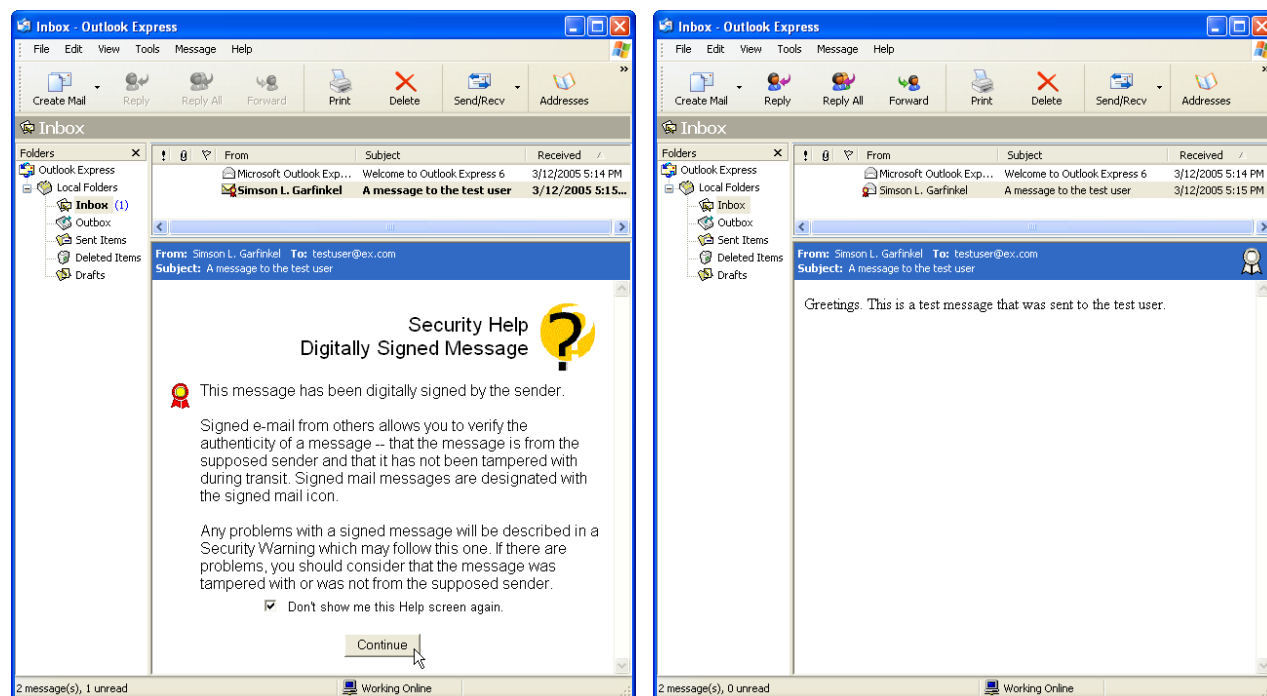 Inbox - Outlook Express
File Edit View Tools Message Help
Create Mail Reply Reply All Forward Print Delete Send/Recv Addresses »
Inbox
Folders X
Outlook Express
Local Folders
Inbox (1)
Outbox
Sent Items
Deleted Items
Drafts
! From Subject Received
Microsoft Outlook Exp... Welcome to Outlook Express 6 3/12/2005 5:14 PM
Simson L. Garfinkel A message to the test user 3/12/2005 5:15...
From: Simson L. Garfinkel To: testuser@ex.com
Subject: A message to the test user
Security Help
Digitally Signed Message
?
This message has been digitally signed by the sender.
Signed e-mail from others allows you to verify the
authenticity of a message -- that the message is from the
supposed sender and that it has not been tampered with
during transit. Signed mail messages are designated with
the signed mail icon.
Any problems with a signed message will be described in a
Security Warning which may follow this one. If there are
problems, you should consider that the message was
tampered with or was not from the supposed sender.
Don't show me this Help screen again.
Continue
2 message(s), 1 unread Working Online
Inbox - Outlook Express
File Edit View Tools Message Help
Create Mail Reply Reply All Forward Print Delete Send/Recv Addresses »
Inbox
Folders X
Outlook Express
Local Folders
Inbox
Outbox
Sent Items
Deleted Items
Drafts
! From Subject Received
Microsoft Outlook Exp... Welcome to Outlook Express 6 3/12/2005 5:14 PM
Simson L. Garfinkel A message to the test user 3/12/2005 5:15 PM
From: Simson L. Garfinkel To: testuser@ex.com
Subject: A message to the test user
Greetings. This is a test message that was sent to the test user.
2 message(s), 0 unread Working Online